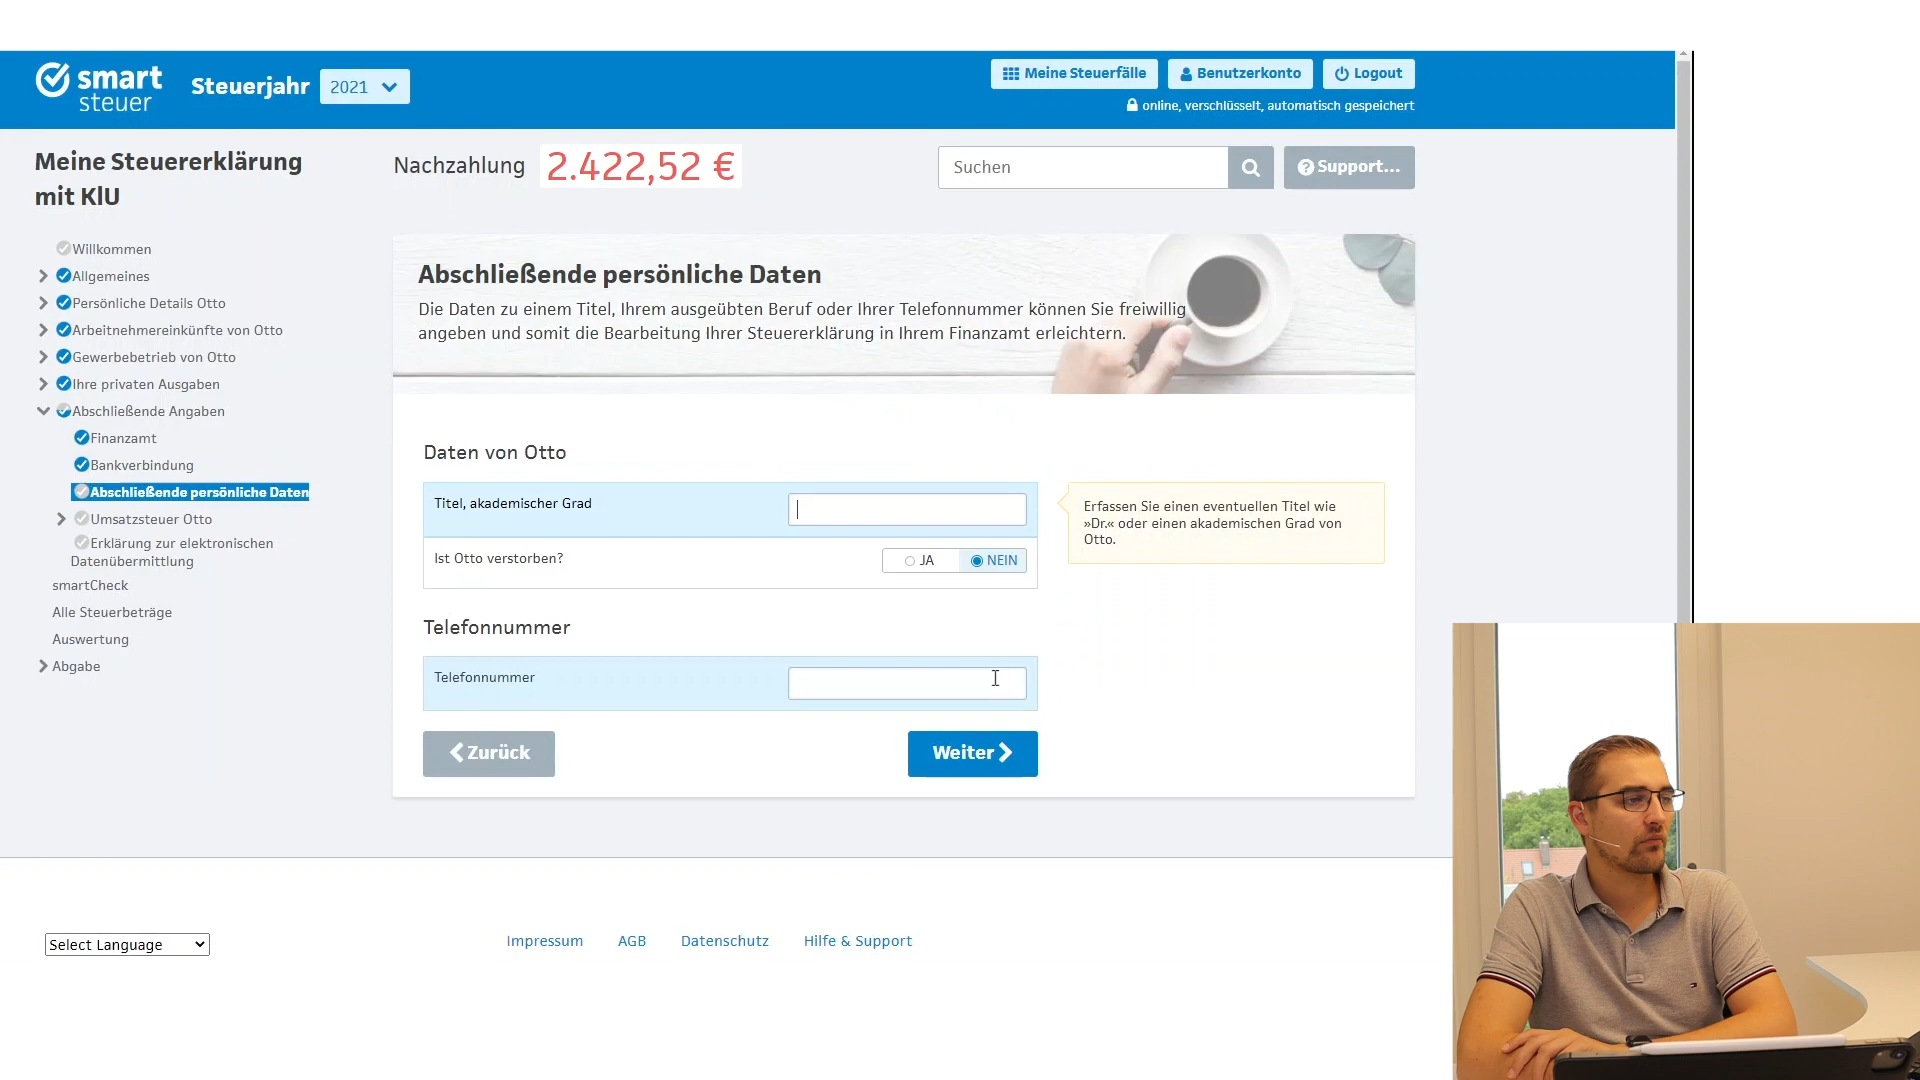 smart
steuer
Steuerjahr
2021
Meine Steuerfälle
Benutzerkonto
Logout
online, verschlüsselt, automatisch gespeichert
Meine Steuererklärung
mit KlU
Nachzahlung
2.422,52 €
Suchen
Support...
Willkommen
Allgemeines
Persönliche Details Otto
Arbeitnehmereinkünfte von Otto
Gewerbebetrieb von Otto
Ihre privaten Ausgaben
Abschließende Angaben
Finanzamt
Bankverbindung
Abschließende persönliche Daten
Umsatzsteuer Otto
Erklärung zur elektronischen
Datenübermittlung
smartCheck
Alle Steuerbeträge
Auswertung
Abgabe
Abschließende persönliche Daten
Die Daten zu einem Titel, Ihrem ausgeübten Beruf oder Ihrer Telefonnummer können Sie freiwillig
angeben und somit die Bearbeitung Ihrer Steuererklärung in Ihrem Finanzamt erleichtern.
Daten von Otto
Titel, akademischer Grad
Erfassen Sie einen eventuellen Titel wie
»Dr.« oder einen akademischen Grad von
Otto.
Ist Otto verstorben?
JA
NEIN
Telefonnummer
Telefonnummer
Zurück
Weiter
Select Language
Impressum
AGB
Datenschutz
Hilfe & Support